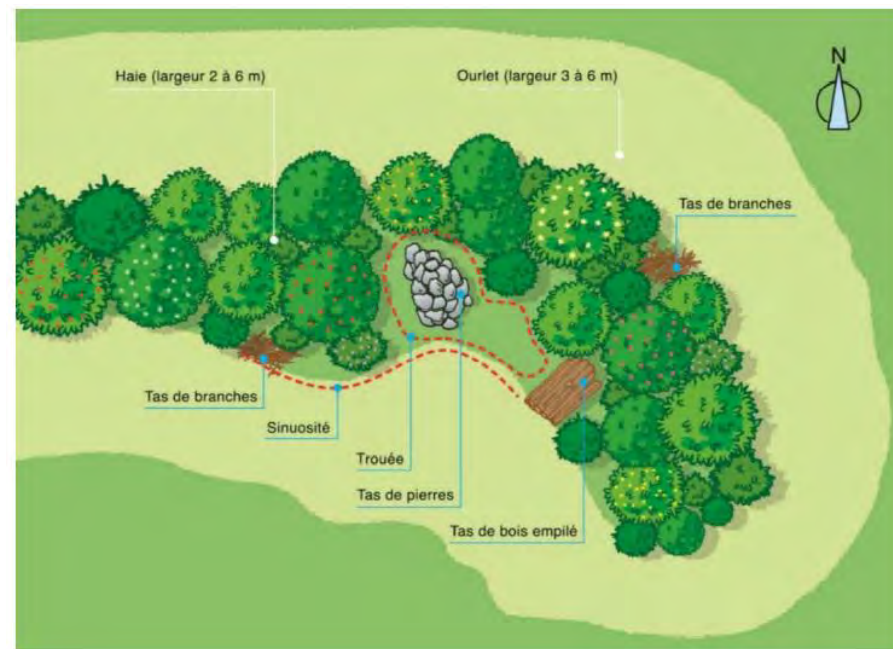 Haie (largeur 2 à 6 m)
Ourlet (largeur 3 à 6 m)
N
Tas de branches
Tas de branches
Sinuosité
Trouée
Tas de pierres
Tas de bois empilé